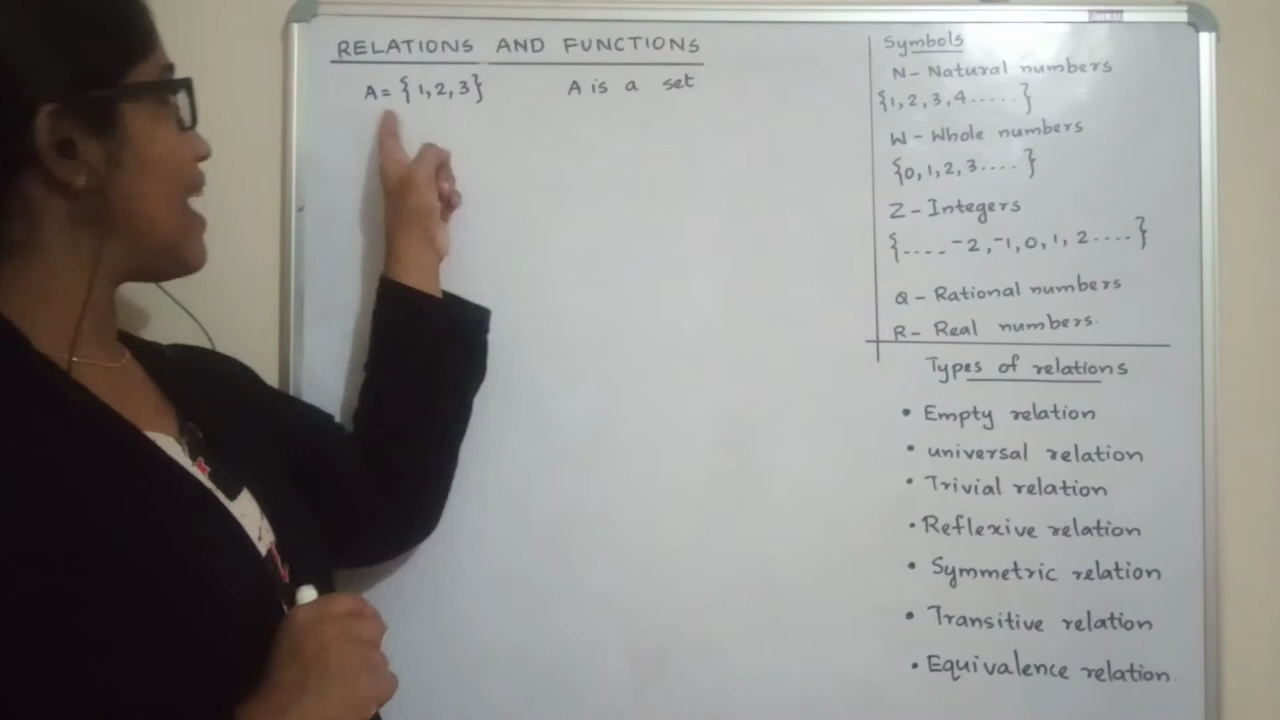 RELATIONS AND FUNCTIONS
A = {1, 2, 3} A is a set
Symbols
N - Natural numbers
{1, 2, 3, 4.....}
W - Whole numbers
{0, 1, 2, 3....}
Z - Integers
{.... -2, -1, 0, 1, 2....}
Q - Rational numbers
R - Real numbers.
Types of relations
• Empty relation
• universal relation
• Trivial relation
• Reflexive relation
• Symmetric relation
• Transitive relation
• Equivalence relation